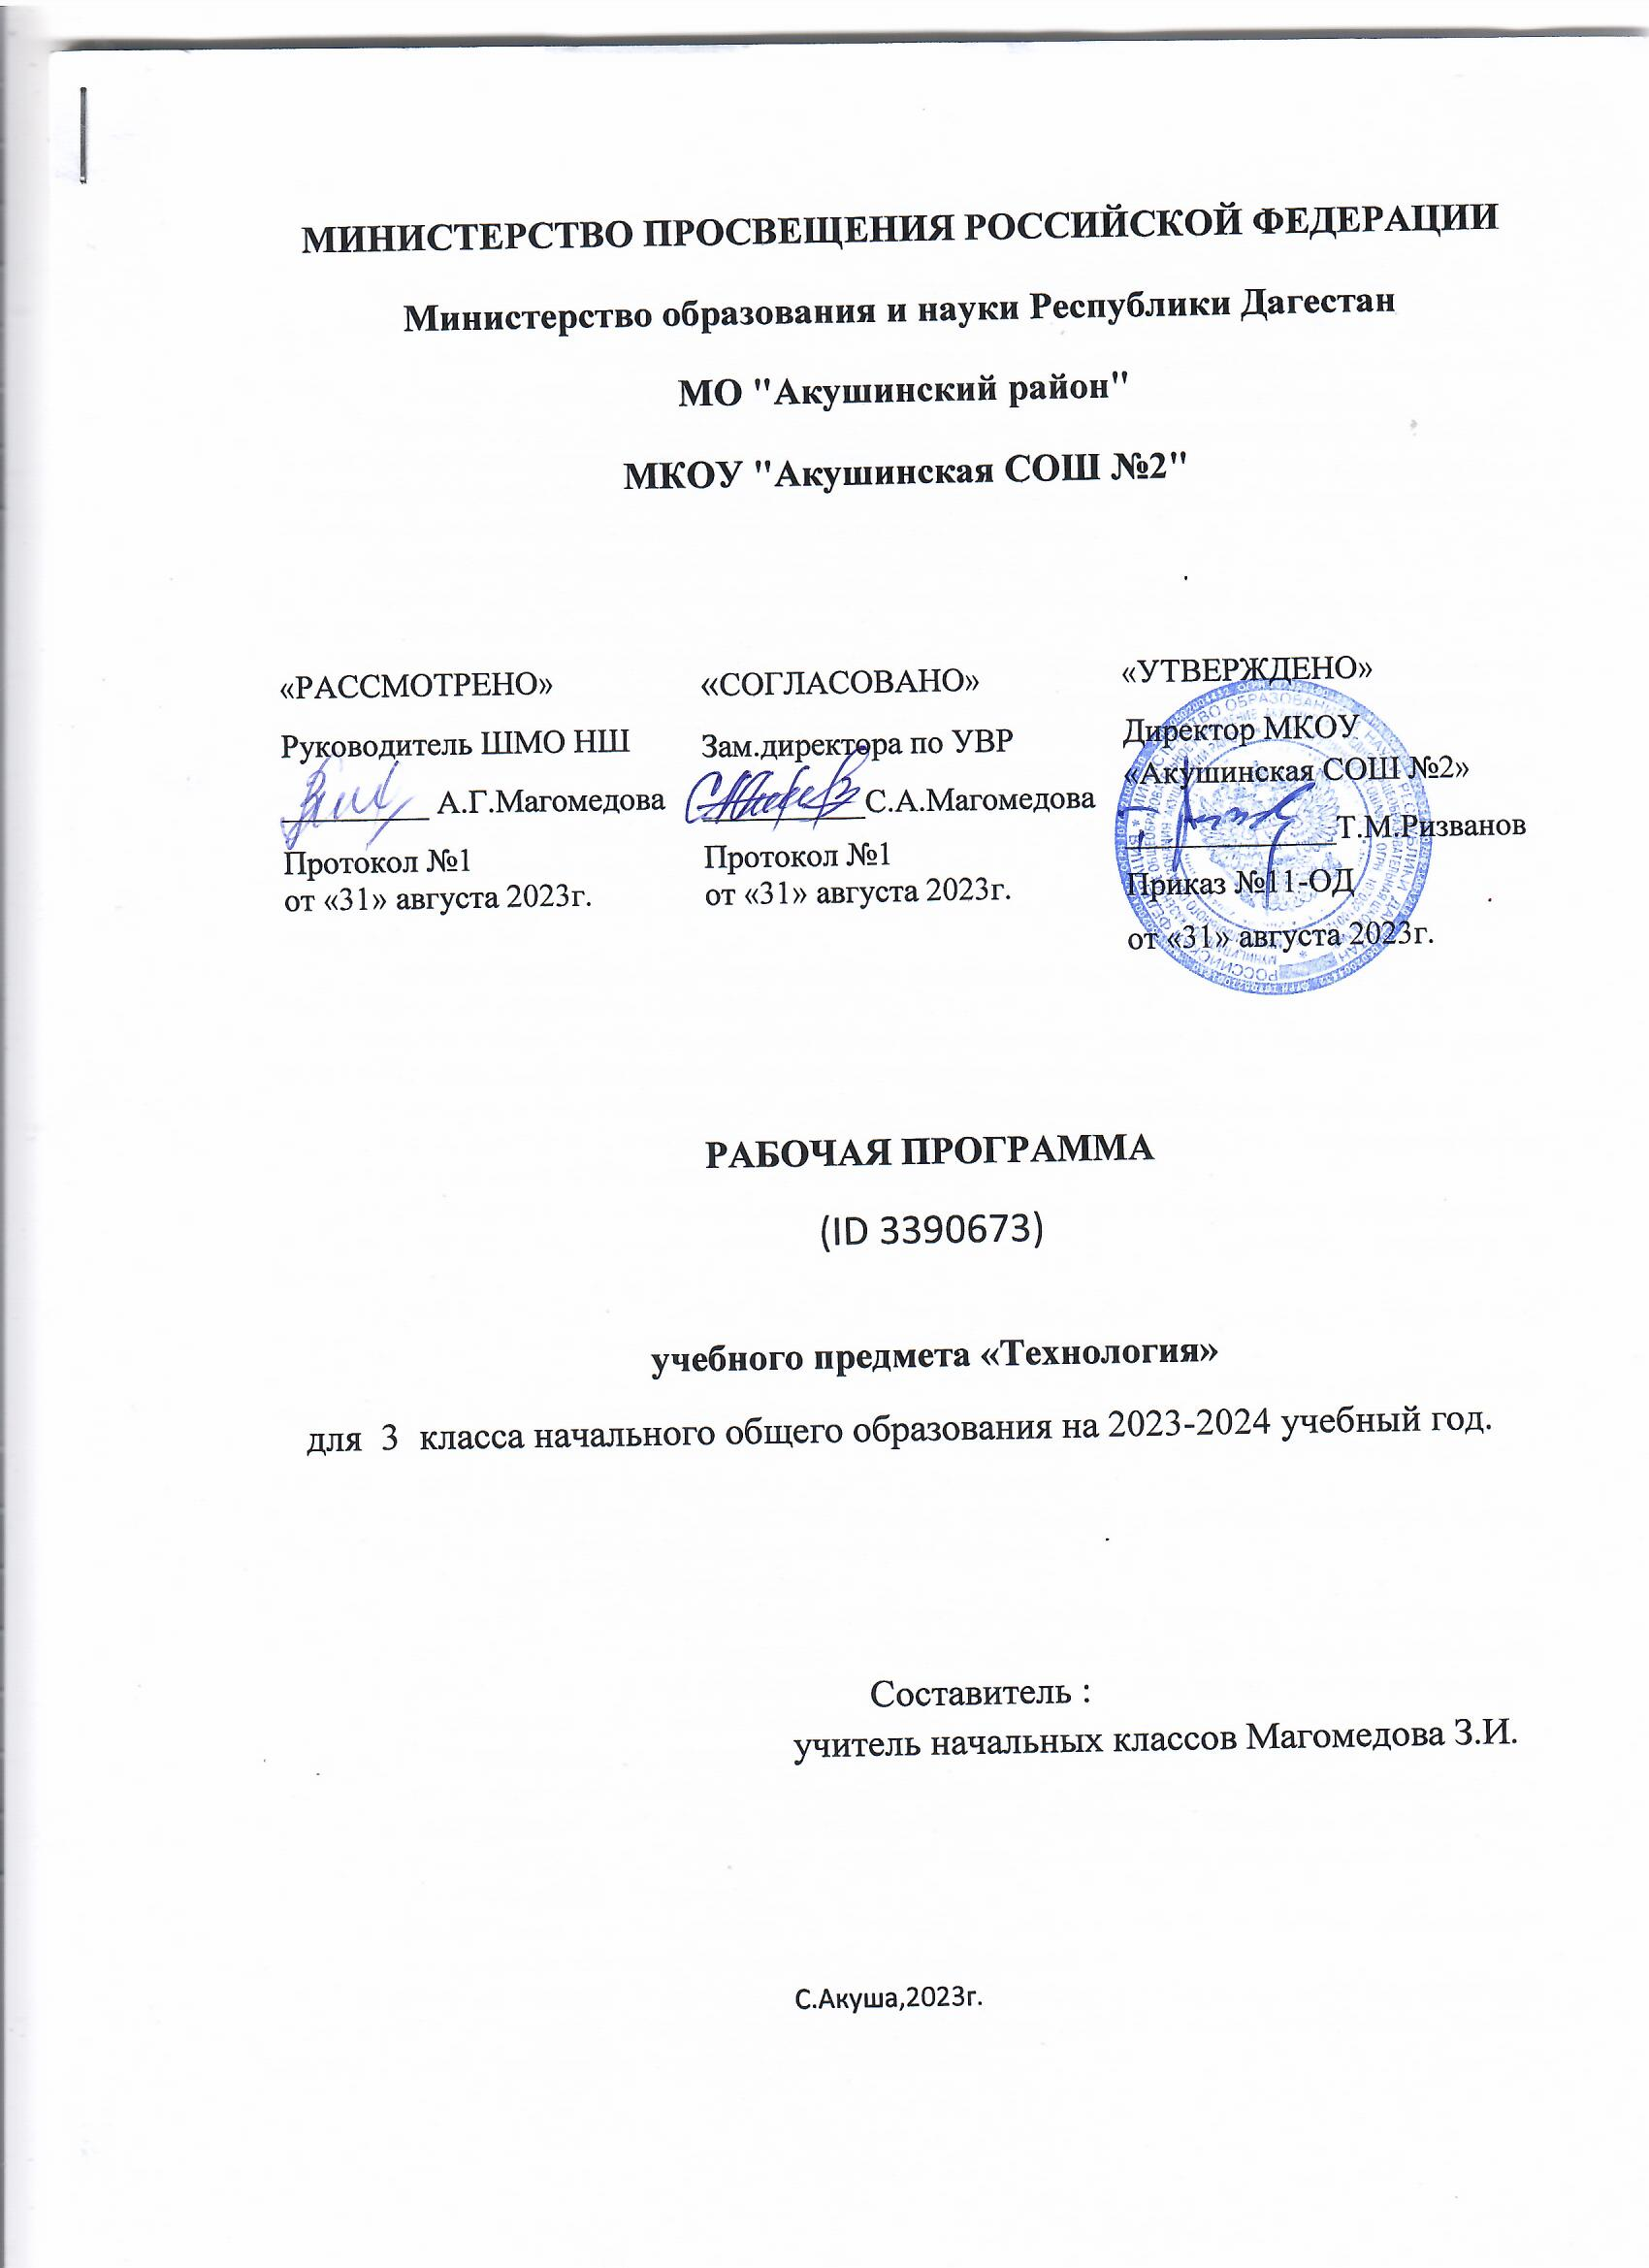 МИНИСТЕРСТВО ПРОСВЕЩЕНИЯ РОССИЙСКОЙ ФЕДЕРАЦИИ
Министерство образования и науки Республики Дагестан
МО "Акушинский район"
МКОУ "Акушинская СОШ №2"
«РАССМОТРЕНО»
Руководитель ШМО НШ
__________ А.Г.Магомедова
Протокол №1
от «31» августа 2023г.
«СОГЛАСОВАНО»
Зам.директора по УВР
___________С.А.Магомедова
Протокол №1
от «31» августа 2023г.
«УТВЕРЖДЕНО»
Директор МКОУ
«Акушинская СОШ №2»
______________Т.М.Ризванов
Приказ №11-ОД
от «31» августа 2023г.
РАБОЧАЯ ПРОГРАММА
(ID 3390673)
учебного предмета «Технология»
для 3 класса начального общего образования на 2023-2024 учебный год.
Составитель :
учитель начальных классов Магомедова З.И.
С.Акуша,2023г.